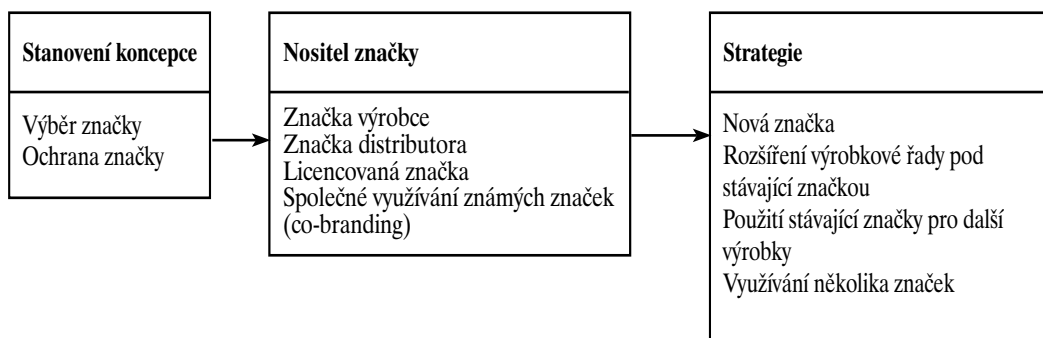 Stanovení koncepce
Výběr značky
Ochrana značky
Nositel značky
Značka výrobce
Značka distributora
Licencovaná značka
Společné využívání známých značek
(co-branding)
Strategie
Nová značka
Rozšíření výrobkové řady pod
stávající značkou
Použití stávající značky pro další
výrobky
Využívání několika značek